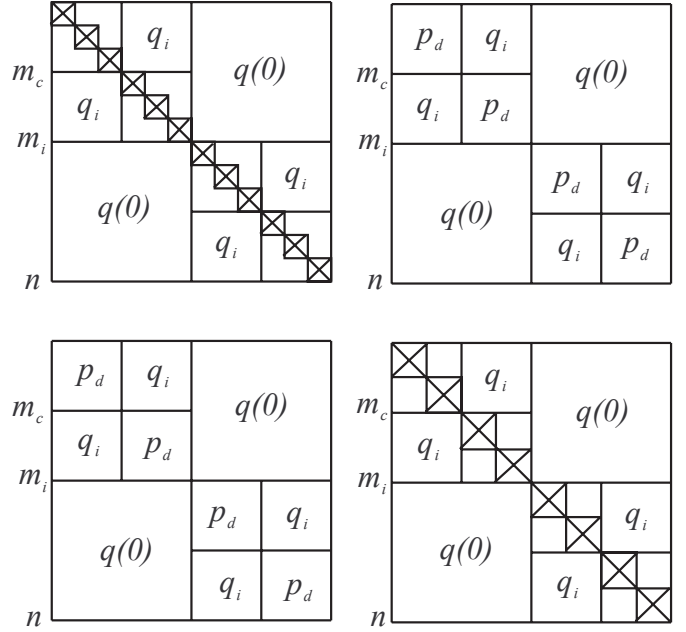 q_i
q(0)
m_c
q_i
m_i
q_i
q(0)
q_i
n
p_d q_i
q(0)
m_c
q_i p_d
m_i
p_d q_i
q(0)
q_i p_d
n
p_d q_i
q(0)
m_c
q_i p_d
m_i
p_d q_i
q(0)
q_i p_d
n
q_i
q(0)
m_c
q_i
m_i
q_i
q(0)
q_i
n